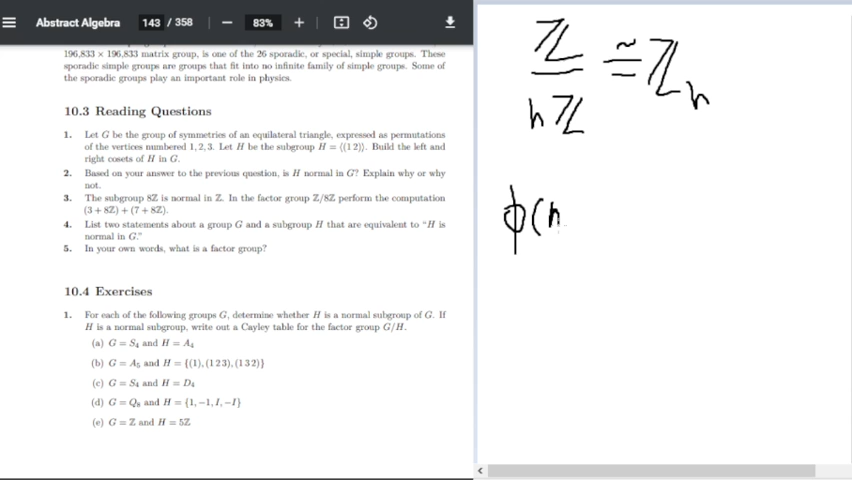 Abstract Algebra
143 / 358
83%
196,833 × 196,833 matrix group, is one of the 26 sporadic, or special, simple groups. These
sporadic simple groups are groups that fit into no infinite family of simple groups. Some of
the sporadic groups play an important role in physics.
10.3 Reading Questions
1. Let G be the group of symmetries of an equilateral triangle, expressed as permutations
of the vertices numbered 1, 2, 3. Let H be the subgroup H = ⟨(1 2)⟩. Build the left and
right cosets of H in G.
2. Based on your answer to the previous question, is H normal in G? Explain why or why
not.
3. The subgroup 8ℤ is normal in ℤ. In the factor group ℤ/8ℤ perform the computation
(3 + 8ℤ) + (7 + 8ℤ).
4. List two statements about a group G and a subgroup H that are equivalent to “H is
normal in G.”
5. In your own words, what is a factor group?
10.4 Exercises
1. For each of the following groups G, determine whether H is a normal subgroup of G. If
H is a normal subgroup, write out a Cayley table for the factor group G/H.
(a) G = S₄ and H = A₄
(b) G = A₅ and H = {(1), (1 2 3), (1 3 2)}
(c) G = S₄ and H = D₄
(d) G = Q₈ and H = {1, −1, I, −I}
(e) G = ℤ and H = 5ℤ
ℤ
nℤ
≅ ℤₙ
ϕ(n